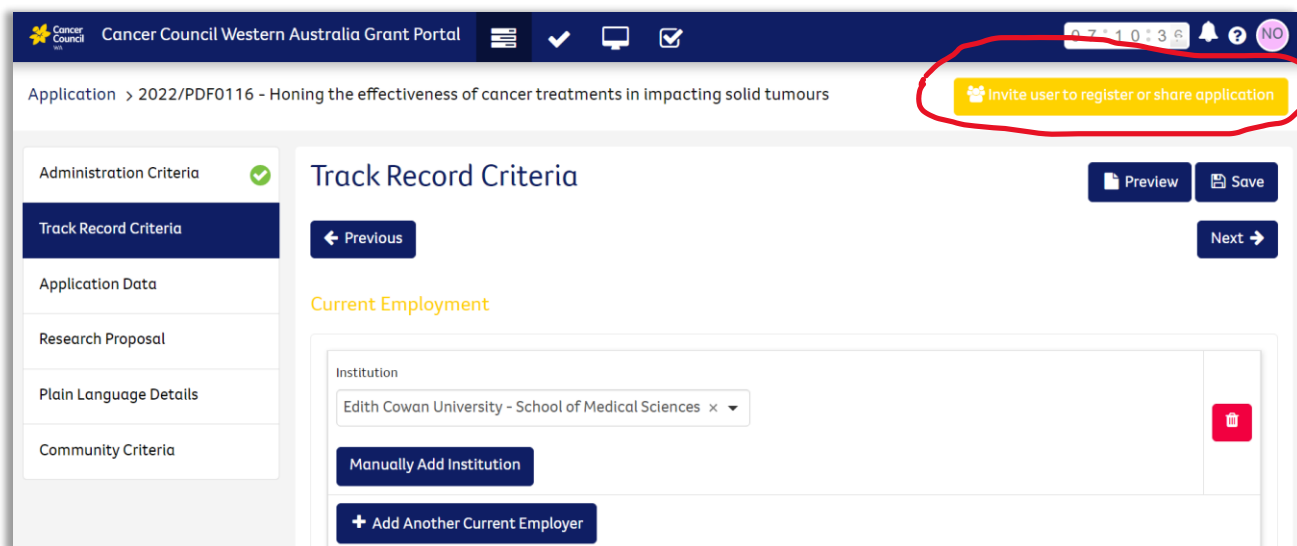 Cancer Council WA
Cancer Council Western Australia Grant Portal
07:10:36
NO
Application > 2022/PDF0116 - Honing the effectiveness of cancer treatments in impacting solid tumours
Invite user to register or share application
Administration Criteria
Track Record Criteria
Application Data
Research Proposal
Plain Language Details
Community Criteria
Track Record Criteria
Preview
Save
Previous
Next
Current Employment
Institution
Edith Cowan University - School of Medical Sciences ×
Manually Add Institution
+ Add Another Current Employer